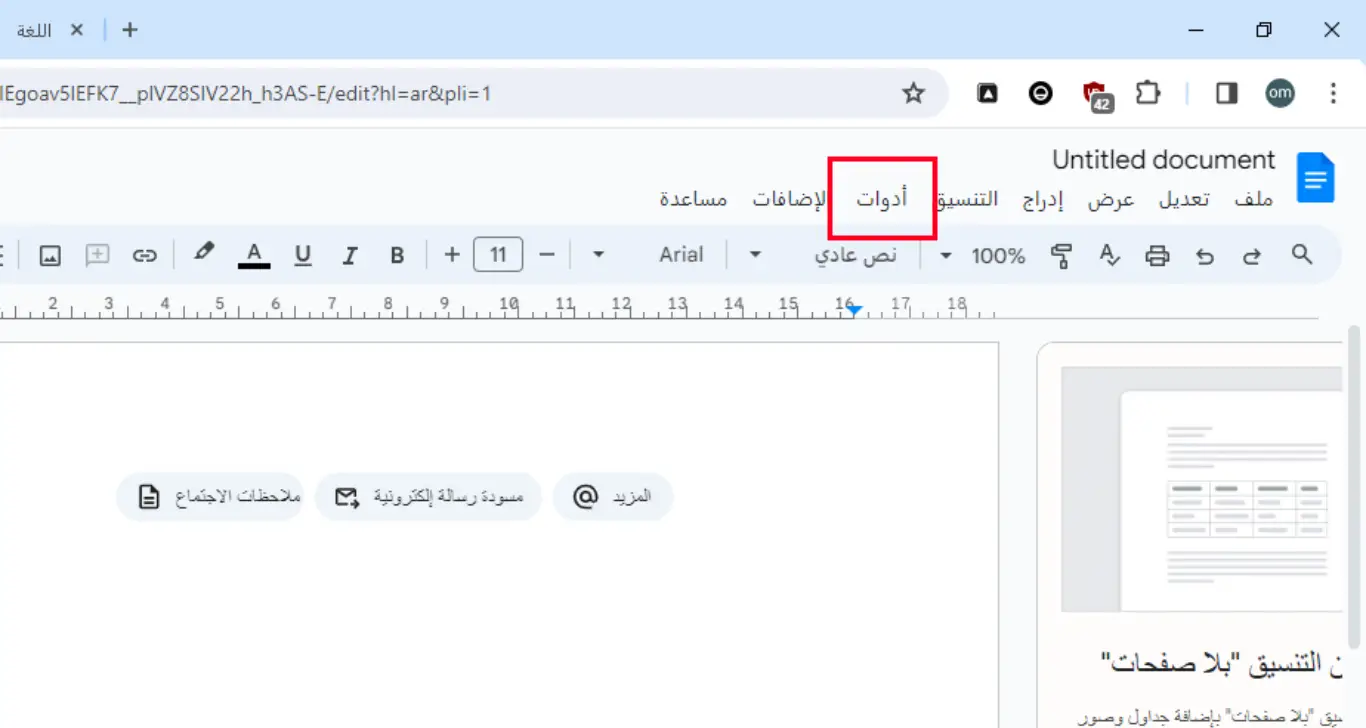 اللغة
lEgoav5lEFK7__plVZ8SlV22h_h3AS-E/edit?hl=ar&pli=1
42
om
Untitled document
ملف تعديل عرض إدراج التنسيق أدوات الإضافات مساعدة
100% نص عادي Arial 11 B I U A
2 3 4 5 6 7 8 9 10 11 12 13 14 15 16 17 18
المزيد @ مسودة رسالة إلكترونية ملاحظات الاجتماع
ن التنسيق "بلا صفحات"
يق "بلا صفحات" بإضافة جداول وصور